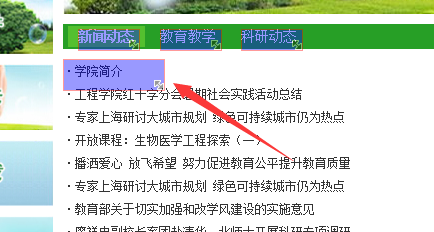 新闻动态 教育教学 科研动态
· 学院简介
· 工程学院红十字分会暑期社会实践活动总结
· 专家上海研讨大城市规划 绿色可持续城市仍为热点
· 开放课程：生物医学工程探索（一）
· 播洒爱心 放飞希望 努力促进教育公平提升教育质量
· 专家上海研讨大城市规划 绿色可持续城市仍为热点
· 教育部关于切实加强和改学风建设的实施意见